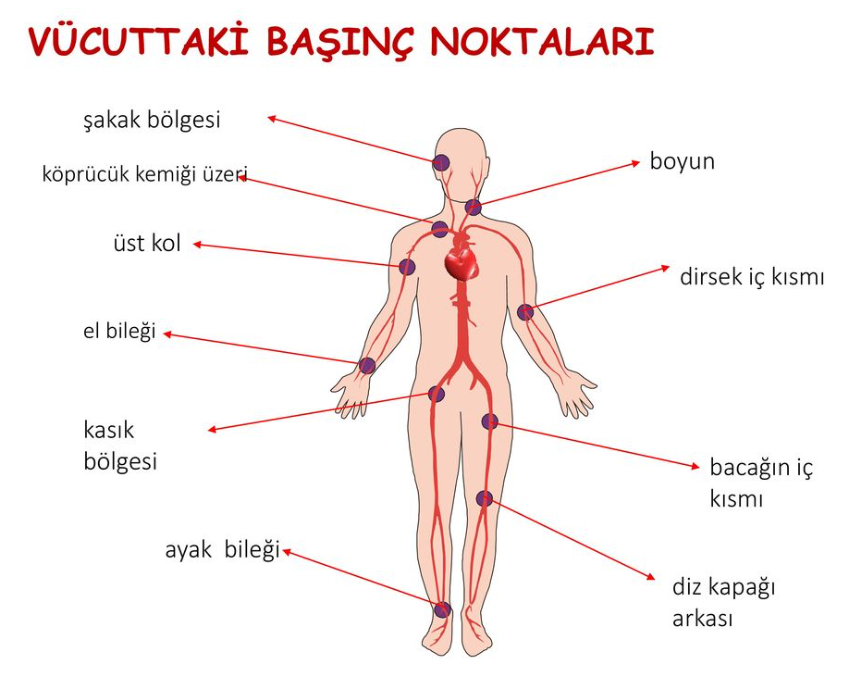 VÜCUTTAKİ BAŞINÇ NOKTALARI
şakak bölgesi
köprücük kemiği üzeri
üst kol
el bileği
kasık
bölgesi
ayak bileği
boyun
dirsek iç kısmı
bacağın iç
kısmı
diz kapağı
arkası